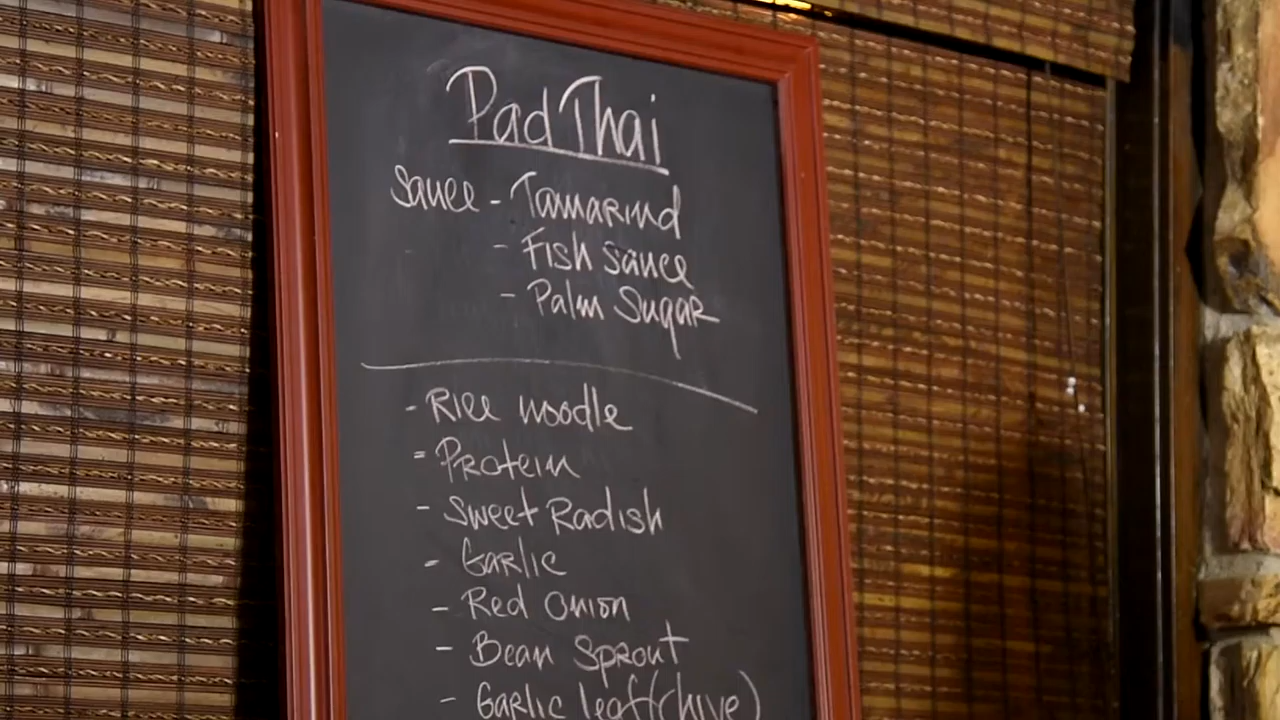 Pad Thai
Sauce - Tamarind
- Fish Sauce
- Palm Sugar
- Rice noodle
- Protein
- Sweet Radish
- Garlic
- Red Onion
- Bean Sprout
- Garlic leaf (chive)